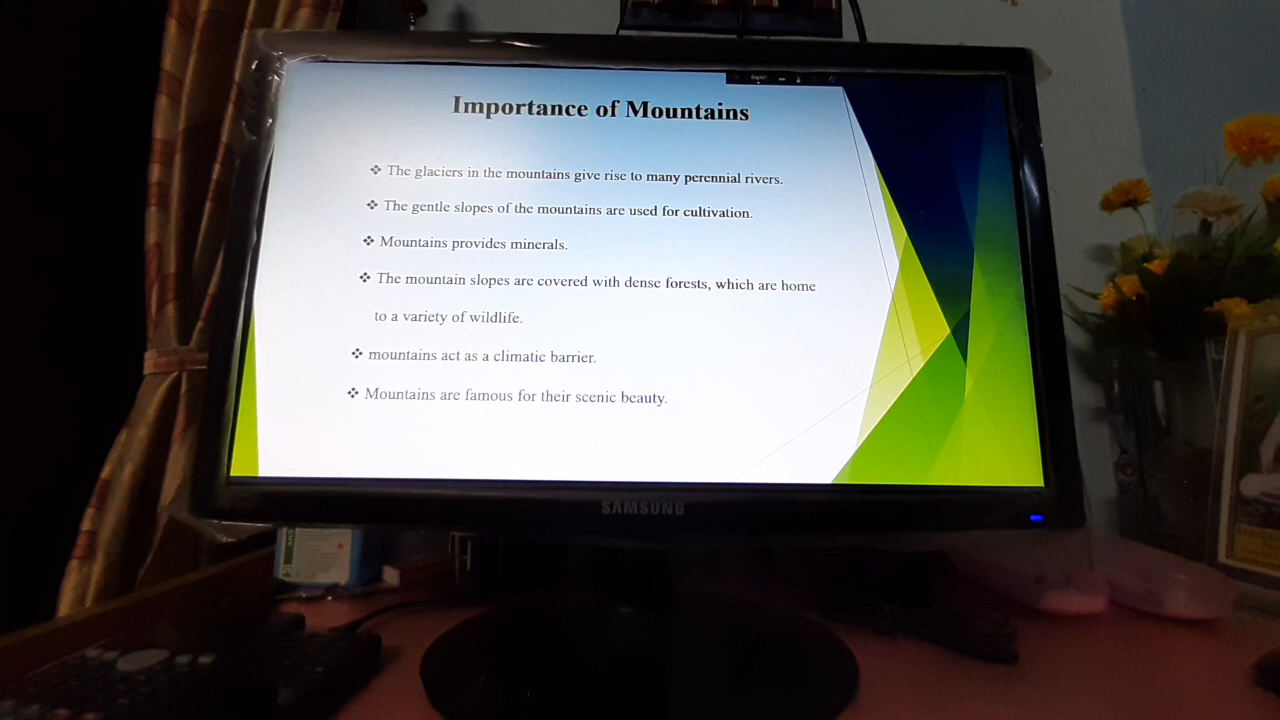 English
Importance of Mountains
❖ The glaciers in the mountains give rise to many perennial rivers.
❖ The gentle slopes of the mountains are used for cultivation.
❖ Mountains provides minerals.
❖ The mountain slopes are covered with dense forests, which are home
to a variety of wildlife.
❖ mountains act as a climatic barrier.
❖ Mountains are famous for their scenic beauty.
SAMSUNG